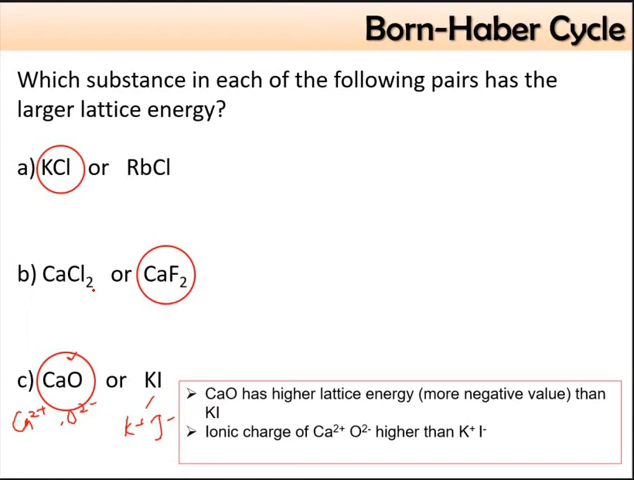 Born-Haber Cycle
Which substance in each of the following pairs has the
larger lattice energy?
a) KCl or RbCl
b) CaCl₂ or CaF₂
c) CaO or KI
Ca²⁺ O²⁻ K⁺ I⁻
➢ CaO has higher lattice energy (more negative value) than
KI
➢ Ionic charge of Ca²⁺ O²⁻ higher than K⁺ I⁻